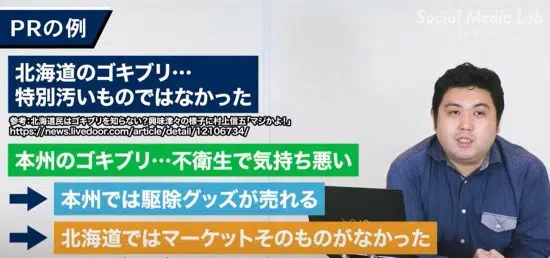 PRの例
Social Media Lab
北海道のゴキブリ…
特別汚いものではなかった
参考:北海道民はゴキブリを知らない?興味津々の様子に村上信五「マジかよ!」
https://news.livedoor.com/article/detail/12106734/
本州のゴキブリ…不衛生で気持ち悪い
本州では駆除グッズが売れる
北海道ではマーケットそのものがなかった